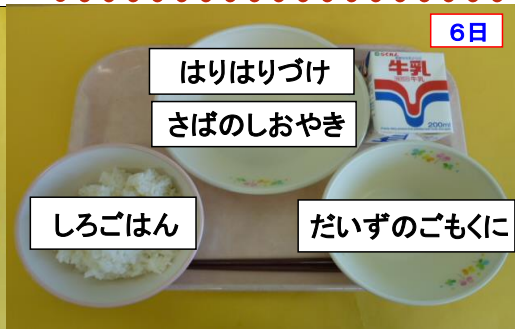 6日
はりはりづけ
さばのしおやき
牛乳
200ml
しろごはん
だいずのごもくに